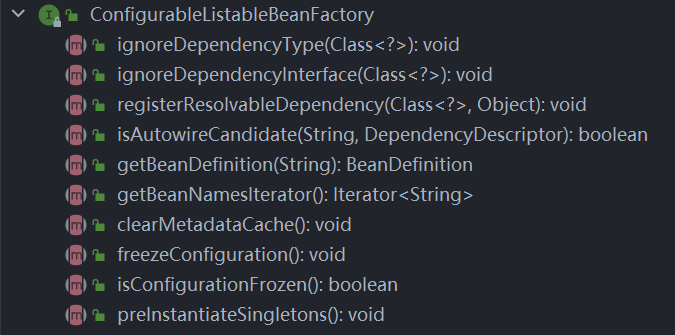 ConfigurableListableBeanFactory
ignoreDependencyType(Class<?>): void
ignoreDependencyInterface(Class<?>): void
registerResolvableDependency(Class<?>, Object): void
isAutowireCandidate(String, DependencyDescriptor): boolean
getBeanDefinition(String): BeanDefinition
getBeanNamesIterator(): Iterator<String>
clearMetadataCache(): void
freezeConfiguration(): void
isConfigurationFrozen(): boolean
preInstantiateSingletons(): void